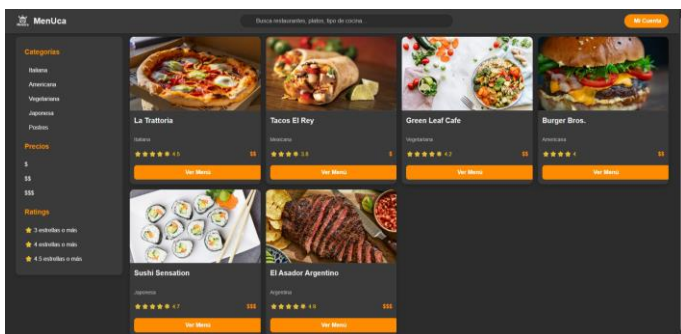 MenUca
Busca restaurantes, platos, tipo de cocina...
Mi Cuenta
Categorías
Italiana
Americana
Vegetariana
Japonesa
Postres
Precios
$
$$
$$$
Ratings
3 estrellas o más
4 estrellas o más
4.5 estrellas o más
La Trattoria
Italiana
4.5 $$
Ver Menú
Tacos El Rey
Mexicana
3.8 $
Ver Menú
Green Leaf Cafe
Vegetariana
4.2 $$
Ver Menú
Burger Bros.
Americana
4 $$
Ver Menú
Sushi Sensation
Japonesa
4.7 $$$
Ver Menú
El Asador Argentino
Argentina
4.9 $$$
Ver Menú